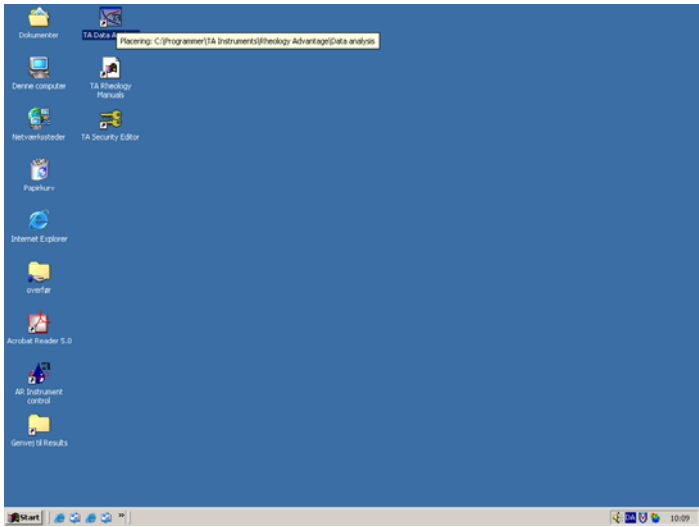 Dokumenter
TA Data A
Placering: C:\Programmer\TA Instruments\Rheology Advantage\Data analysis
Denne computer
TA Rheology
Manuals
Netværkssteder
TA Security Editor
Papirkurv
Internet Explorer
overfør
Acrobat Reader 5.0
AR Instrument
control
Genvej til Results
Start
»
DA
10:09